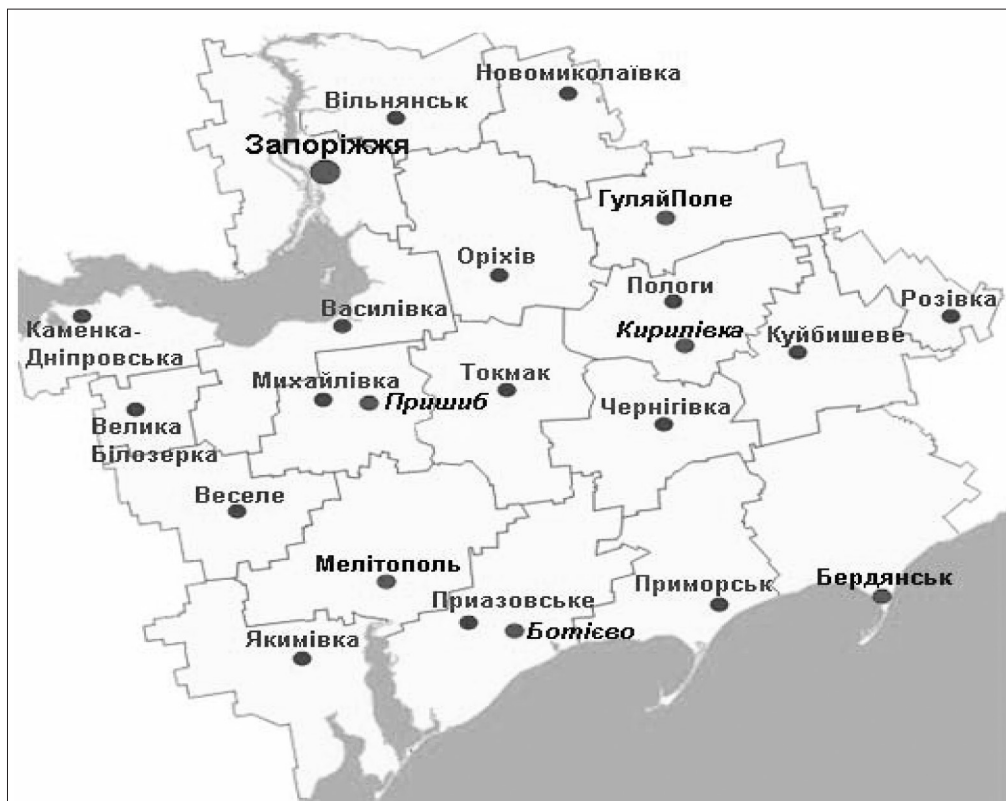 Новомиколаївка
Вільнянськ
Запоріжжя
ГуляйПоле
Оріхів
Пологи
Розівка
Василівка
Кирилівка
Каменка-
Дніпровська
Куйбишеве
Михайлівка
Токмак
Пришиб
Чернігівка
Велика
Білозерка
Веселе
Мелітополь
Бердянськ
Приморськ
Приазовське
Ботієво
Якимівка